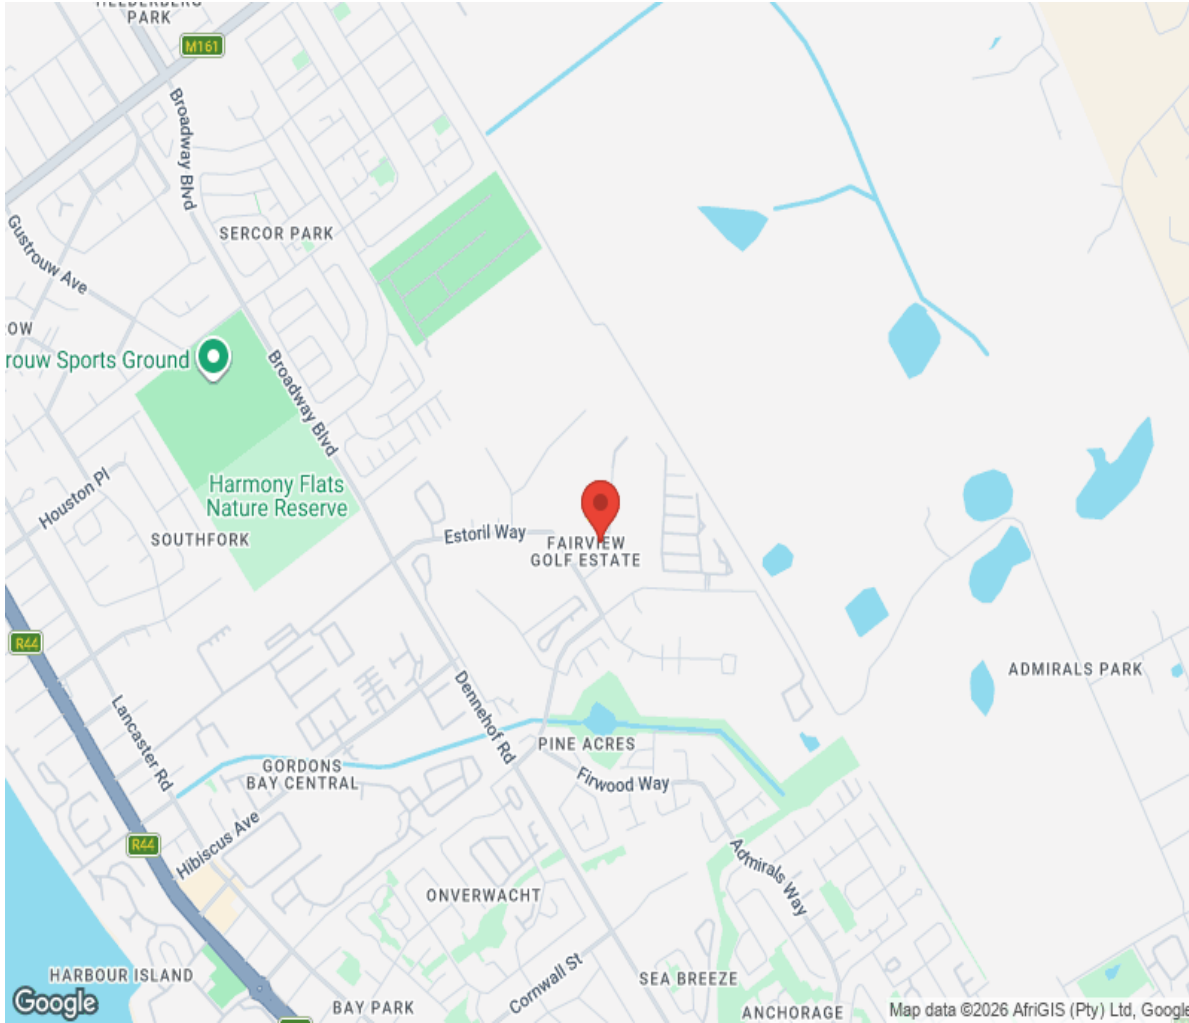 PARK
M161
Broadway Blvd
Gustrouw Ave
SERCOR PARK
OW
rouw Sports Ground
Broadway Blvd
Harmony Flats
Nature Reserve
Houston Pl
SOUTHFORK
Estoril Way
FAIRVIEW
GOLF ESTATE
R44
ADMIRALS PARK
Lancaster Rd
Dennehof Rd
PINE ACRES
GORDONS
BAY CENTRAL
Firwood Way
R44
Hibiscus Ave
Admirals Way
ONVERWACHT
HARBOUR ISLAND
Cornwall St
SEA BREEZE
BAY PARK
ANCHORAGE
Google
Map data ©2026 AfriGIS (Pty) Ltd, Google